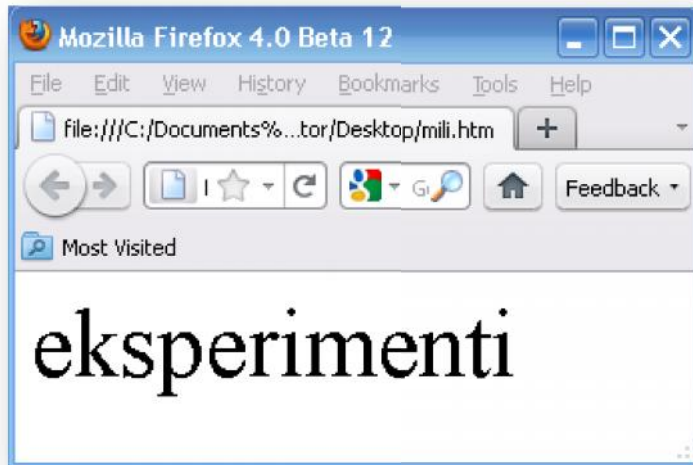 Mozilla Firefox 4.0 Beta 12
File Edit View History Bookmarks Tools Help
file:///C:/Documents%...tor/Desktop/mili.htm
Feedback
Most Visited
eksperimenti